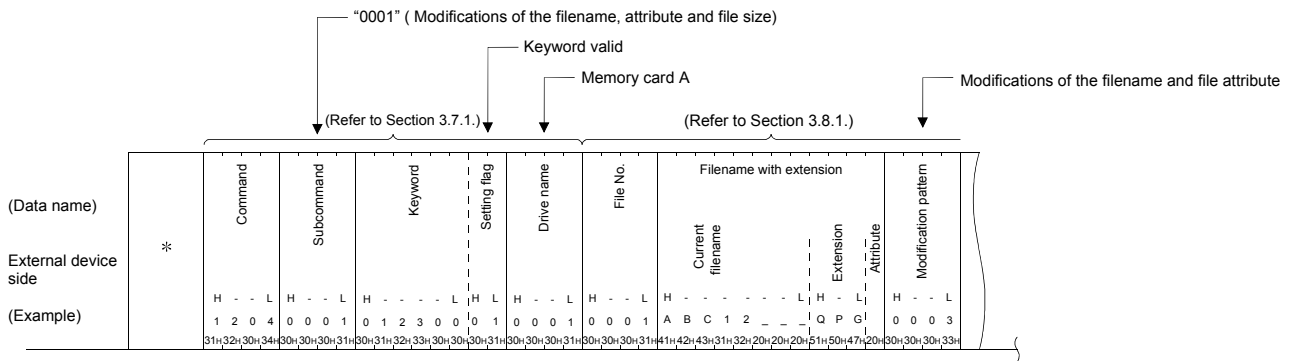 "0001" ( Modifications of the filename, attribute and file size)
Keyword valid
Memory card A
Modifications of the filename and file attribute
(Refer to Section 3.7.1.)
(Refer to Section 3.8.1.)
(Data name)
External device side
(Example)
*
Command
Subcommand
Keyword
Setting flag
Drive name
File No.
Filename with extension
Current filename
Extension
Attribute
Modification pattern
H - - L H - - L H - - - - L H L H - - L H - - L H - - - - - - L H - L H - - L
1 2 0 4 0 0 0 1 0 1 2 3 0 0 0 1 0 0 0 1 0 0 0 1 A B C 1 2 _ _ _ Q P G 0 0 0 3
31H 32H 30H 34H 30H 30H 30H 31H 30H 31H 32H 33H 30H 30H 30H 31H 30H 30H 30H 31H 30H 30H 30H 31H 41H 42H 43H 31H 32H 20H 20H 20H 51H 50H 47H 20H 30H 30H 30H 33H